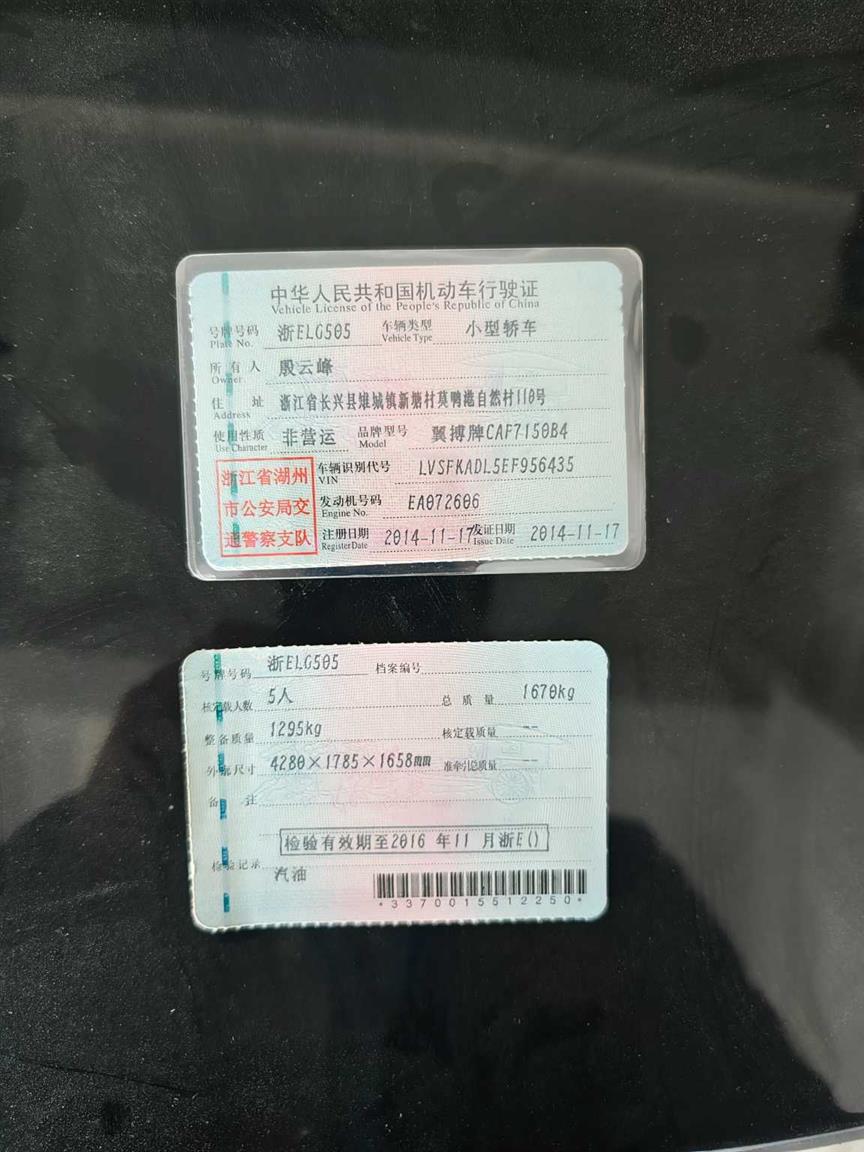 中华人民共和国机动车行驶证
Vehicle License of the People's Republic of China
号牌号码 浙ELG505 车辆类型 小型轿车
Plate No. Vehicle Type
所有人 殷云峰
Owner
住址 浙江省长兴县雉城镇新塘村莫鸭港自然村110号
Address
使用性质 非营运 品牌型号 翼搏牌CAF7150B4
Use Character Model
浙江省湖州
市公安局交
通警察支队
车辆识别代号 LVSFKADL5EF956435
VIN
发动机号码 EA072606
Engine No.
注册日期 2014-11-17 发证日期 2014-11-17
Register Date Issue Date
号牌号码 浙ELG505 档案编号
核定载人数 5人 总质量 1670kg
整备质量 1295kg 核定载质量 --
外廓尺寸 4280×1785×1658mm 准牵引总质量 --
备注
检验有效期至2016 年11 月浙E()
检验记录
汽油
*3370015512250*